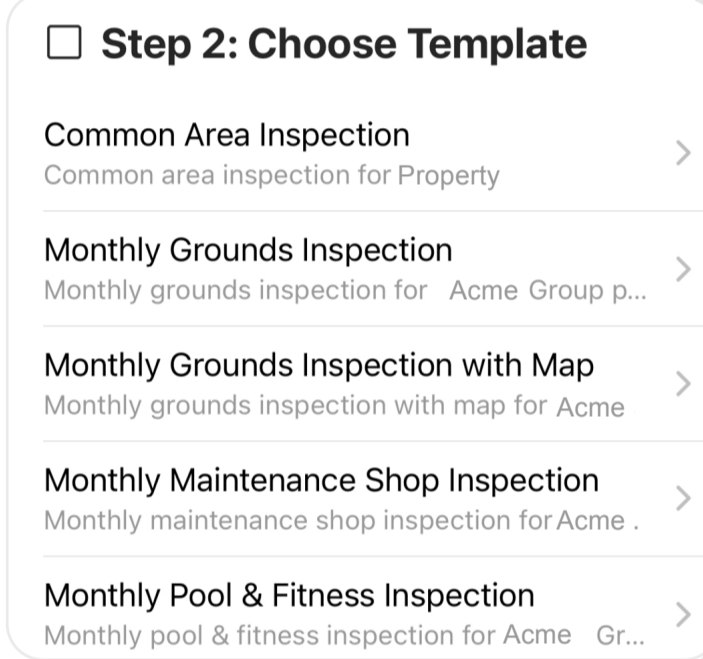 Step 2: Choose Template
Common Area Inspection
Common area inspection for Property
Monthly Grounds Inspection
Monthly grounds inspection for Acme Group p...
Monthly Grounds Inspection with Map
Monthly grounds inspection with map for Acme
Monthly Maintenance Shop Inspection
Monthly maintenance shop inspection for Acme .
Monthly Pool & Fitness Inspection
Monthly pool & fitness inspection for Acme Gr...